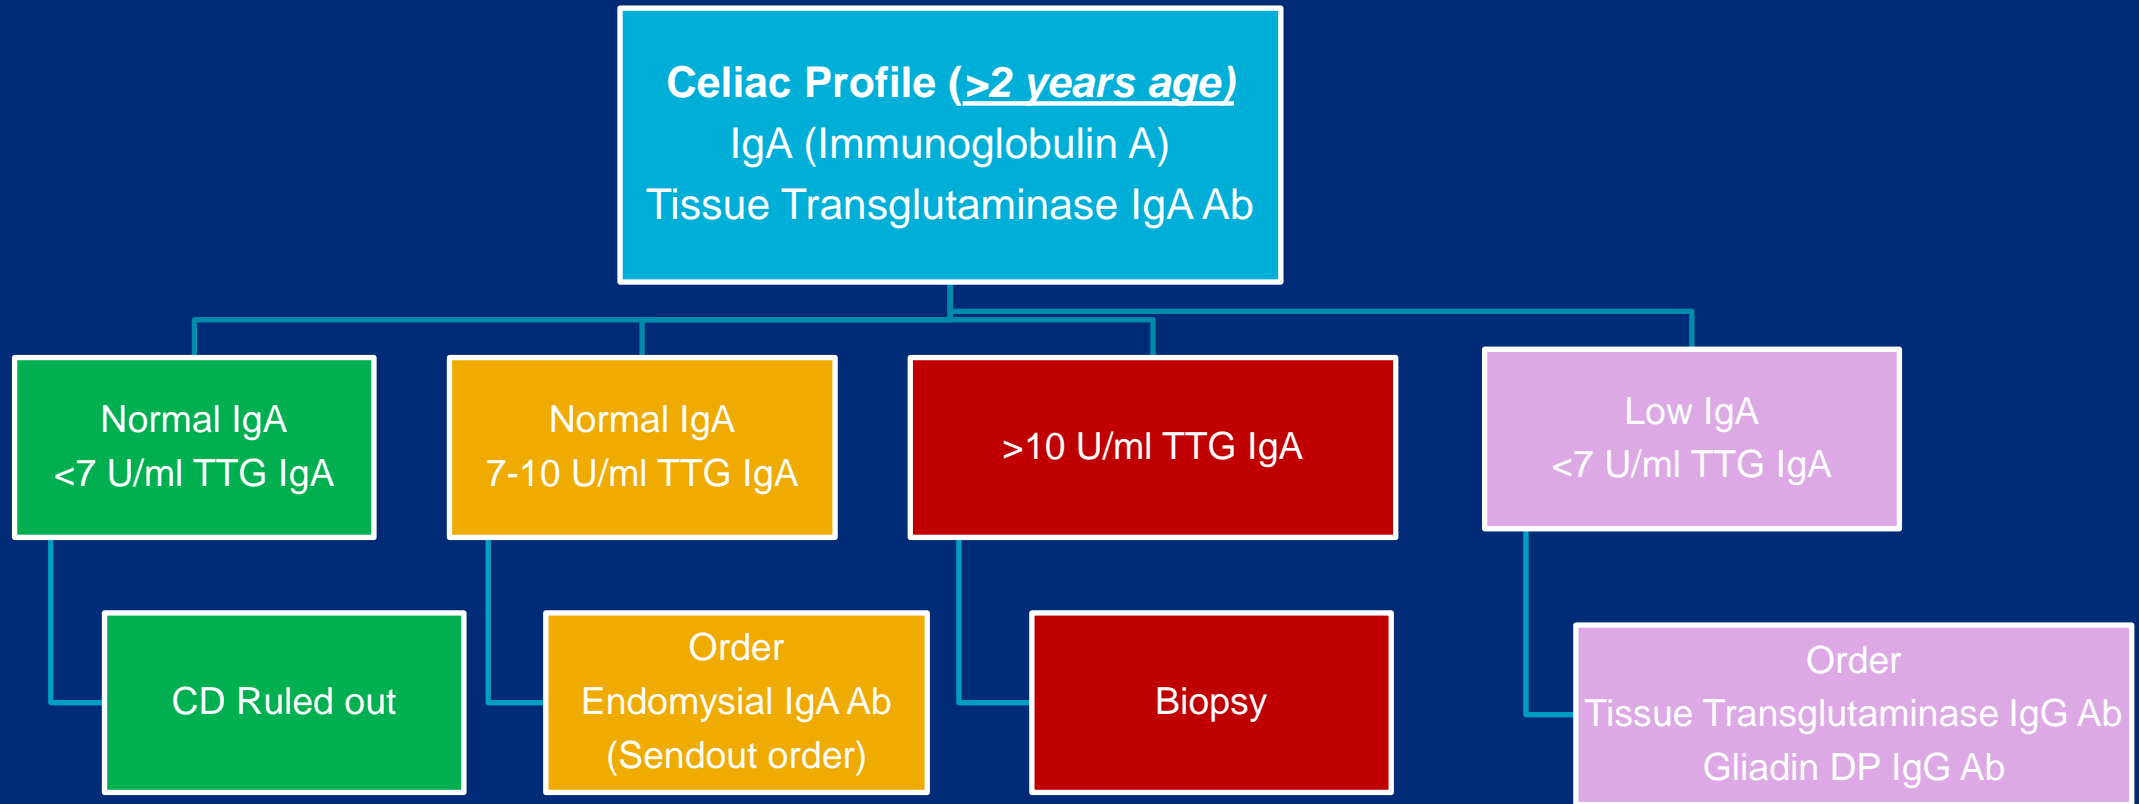 Celiac Profile (>2 years age)
IgA (Immunoglobulin A)
Tissue Transglutaminase IgA Ab
Normal IgA
<7 U/ml TTG IgA
Normal IgA
7-10 U/ml TTG IgA
>10 U/ml TTG IgA
Low IgA
<7 U/ml TTG IgA
CD Ruled out
Order
Endomysial IgA Ab
(Sendout order)
Biopsy
Order
Tissue Transglutaminase IgG Ab
Gliadin DP IgG Ab